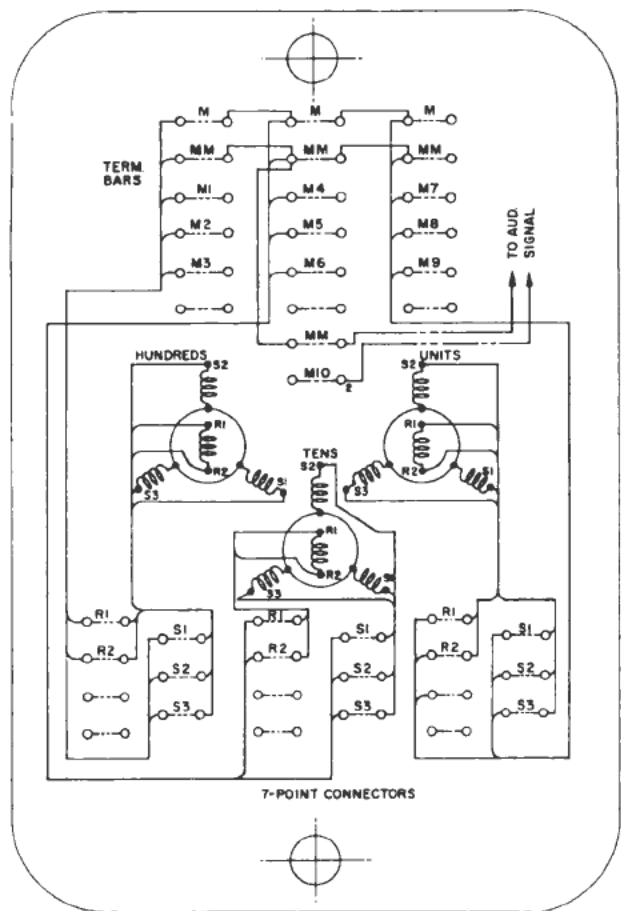 M M M
MM MM MM
TERM. BARS
M1 M4 M7
M2 M5 M8
M3 M6 M9
TO AUD. SIGNAL
MM
M10 2
HUNDREDS
S2
R1
R2
S3
S1
UNITS
S2
R1
R2
S3
S1
TENS
S2
R1
R2
S3
S1
R1
R2
S1
S2
S3
R1
R2
S1
S2
S3
R1
R2
S1
S2
S3
7-POINT CONNECTORS